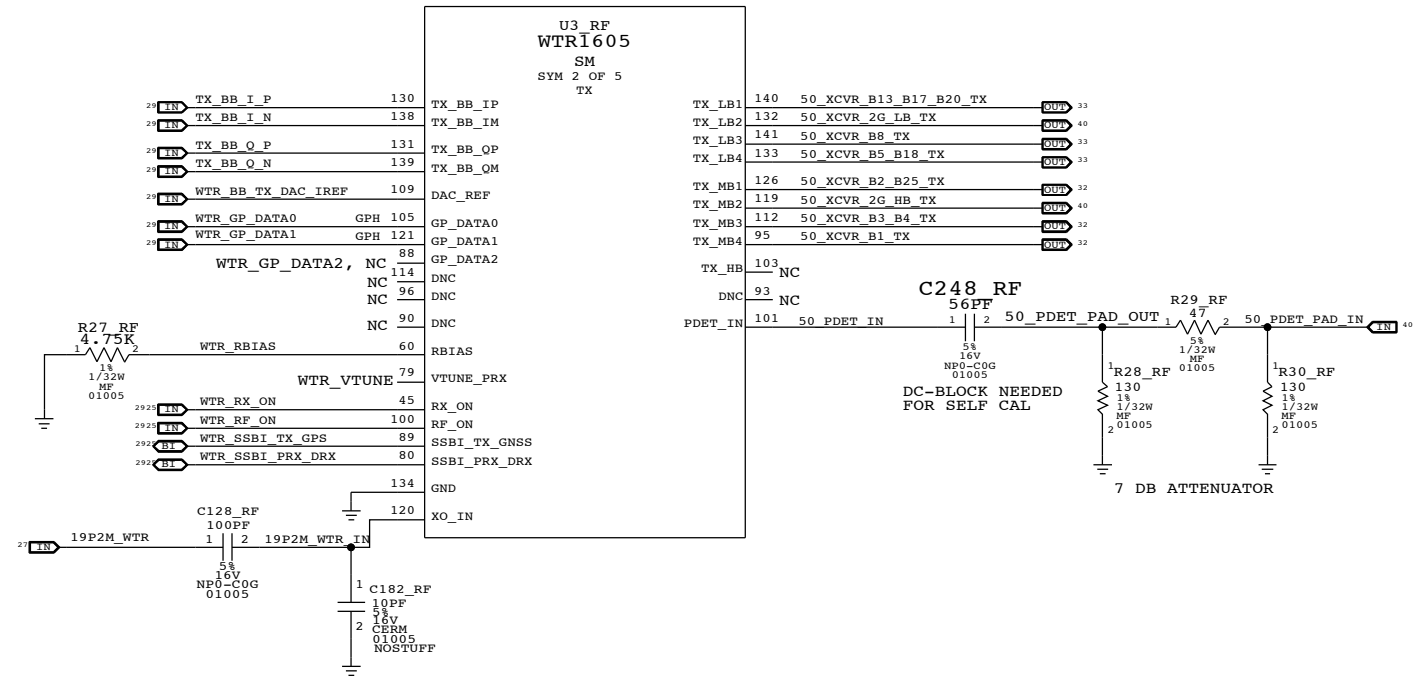 U3_RF
WTR1605
SM
SYM 2 OF 5
TX
29 IN TX_BB_I_P 130 TX_BB_IP
29 IN TX_BB_I_N 138 TX_BB_IM
29 IN TX_BB_Q_P 131 TX_BB_QP
29 IN TX_BB_Q_N 139 TX_BB_QM
29 IN WTR_BB_TX_DAC_IREF 109 DAC_REF
29 IN WTR_GP_DATA0 GPH 105 GP_DATA0
29 IN WTR_GP_DATA1 GPH 121 GP_DATA1
WTR_GP_DATA2, NC 88 GP_DATA2
NC 114 DNC
NC 96 DNC
NC 90 DNC
R27_RF
4.75K
1 2
1%
1/32W
MF
01005
WTR_RBIAS 60 RBIAS
WTR_VTUNE 79 VTUNE_PRX
2925 IN WTR_RX_ON 45 RX_ON
2925 IN WTR_RF_ON 100 RF_ON
2925 BI WTR_SSBI_TX_GPS 89 SSBI_TX_GNSS
2925 BI WTR_SSBI_PRX_DRX 80 SSBI_PRX_DRX
134 GND
120 XO_IN
27 IN 19P2M_WTR
C128_RF
100PF
1 2
5%
16V
NP0-C0G
01005
19P2M_WTR_IN
1
C182_RF
10PF
5%
16V
2
CERM
01005
NOSTUFF
TX_LB1 140 50_XCVR_B13_B17_B20_TX OUT 33
TX_LB2 132 50_XCVR_2G_LB_TX OUT 40
TX_LB3 141 50_XCVR_B8_TX OUT 33
TX_LB4 133 50_XCVR_B5_B18_TX OUT 33
TX_MB1 126 50_XCVR_B2_B25_TX OUT 32
TX_MB2 119 50_XCVR_2G_HB_TX OUT 40
TX_MB3 112 50_XCVR_B3_B4_TX OUT 32
TX_MB4 95 50_XCVR_B1_TX OUT 32
TX_HB 103 NC
DNC 93 NC
PDET_IN 101 50_PDET_IN
C248_RF
56PF
1 2
5%
16V
NP0-C0G
01005
DC-BLOCK NEEDED
FOR SELF CAL
50_PDET_PAD_OUT
R29_RF
47
1 2
5%
1/32W
MF
01005
50_PDET_PAD_IN IN 40
1
R28_RF
130
1%
1/32W
MF
2 01005
1
R30_RF
130
1%
1/32W
MF
2 01005
7 DB ATTENUATOR